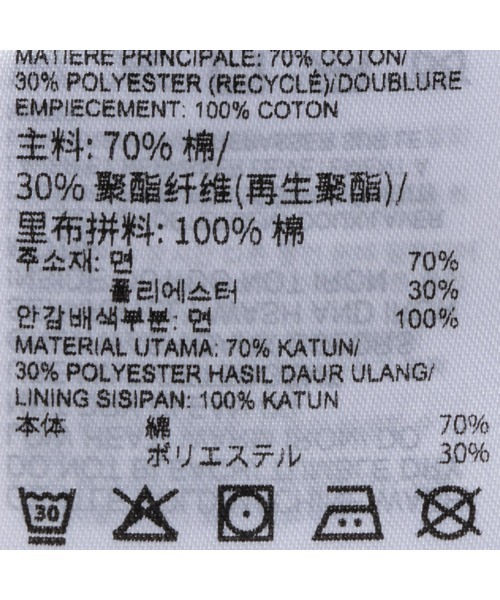 MATIÈRE PRINCIPALE: 70% COTON/
30% POLYESTER (RECYCLÉ)/DOUBLURE
EMPIECEMENT: 100% COTON
主料: 70% 棉/
30% 聚酯纤维(再生聚酯)/
里布拼料: 100% 棉
주소재: 면 70%
폴리에스터 30%
안감배색부분: 면 100%
MATERIAL UTAMA: 70% KATUN/
30% POLYESTER HASIL DAUR ULANG/
LINING SISIPAN: 100% KATUN
本体 綿 70%
ポリエステル 30%
30